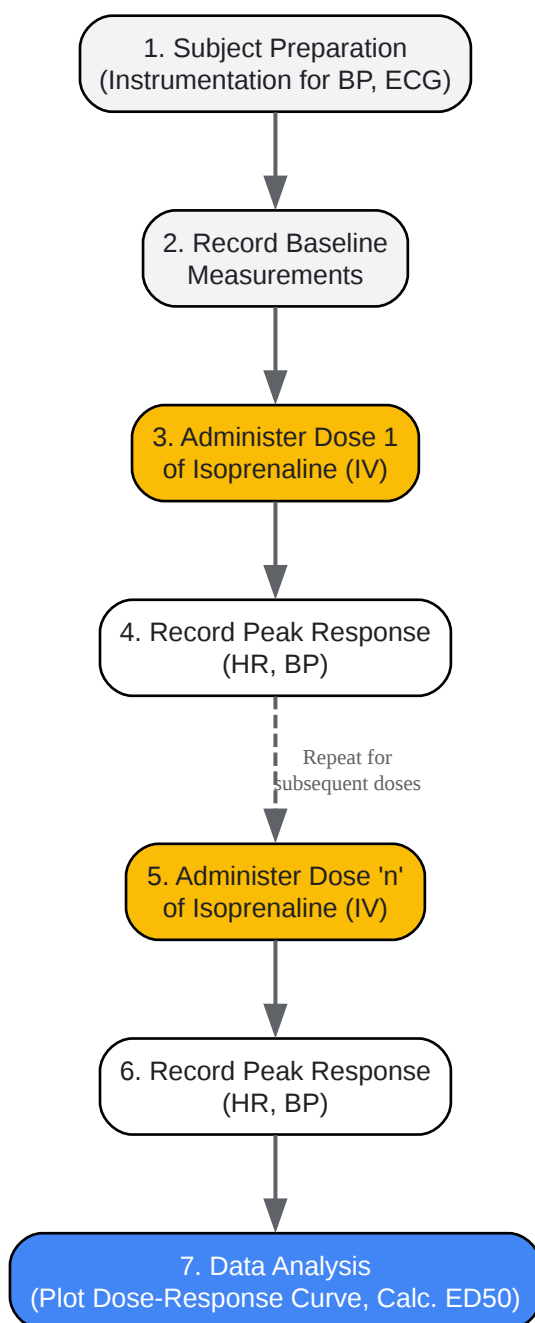 1. Subject Preparation
(Instrumentation for BP, ECG)
2. Record Baseline
Measurements
3. Administer Dose 1
of Isoprenaline (IV)
4. Record Peak Response
(HR, BP)
Repeat for
subsequent doses
5. Administer Dose 'n'
of Isoprenaline (IV)
6. Record Peak Response
(HR, BP)
7. Data Analysis
(Plot Dose-Response Curve, Calc. ED50)